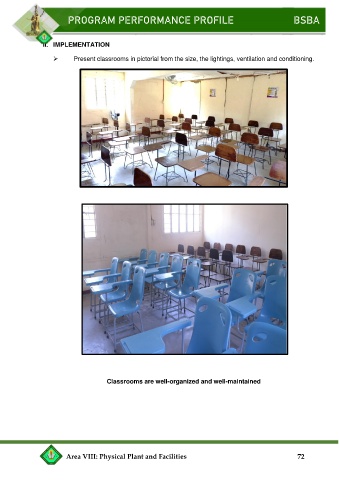 PROGRAM PERFORMANCE PROFILE BSBA
II. IMPLEMENTATION
➢ Present classrooms in pictorial from the size, the lightings, ventilation and conditioning.
Classrooms are well-organized and well-maintained
Area VIII: Physical Plant and Facilities 72